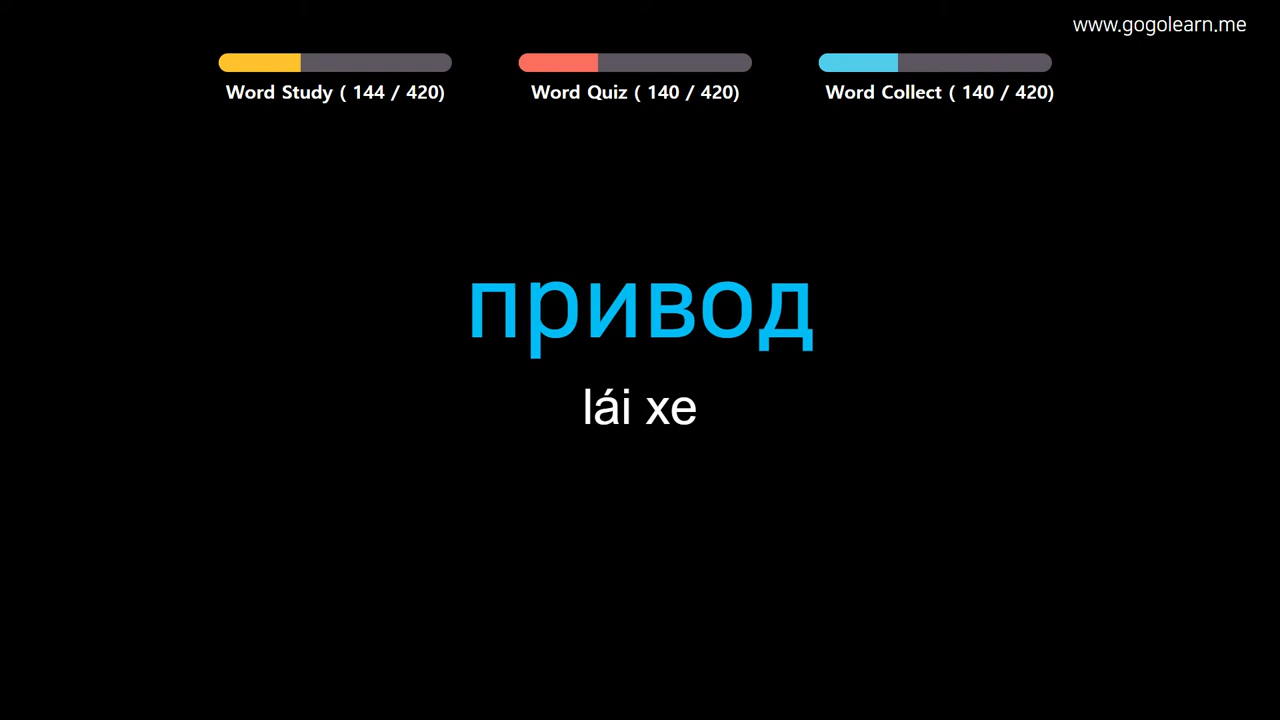 www.gogolearn.me
Word Study ( 144 / 420)
Word Quiz ( 140 / 420)
Word Collect ( 140 / 420)
привод
lái xe